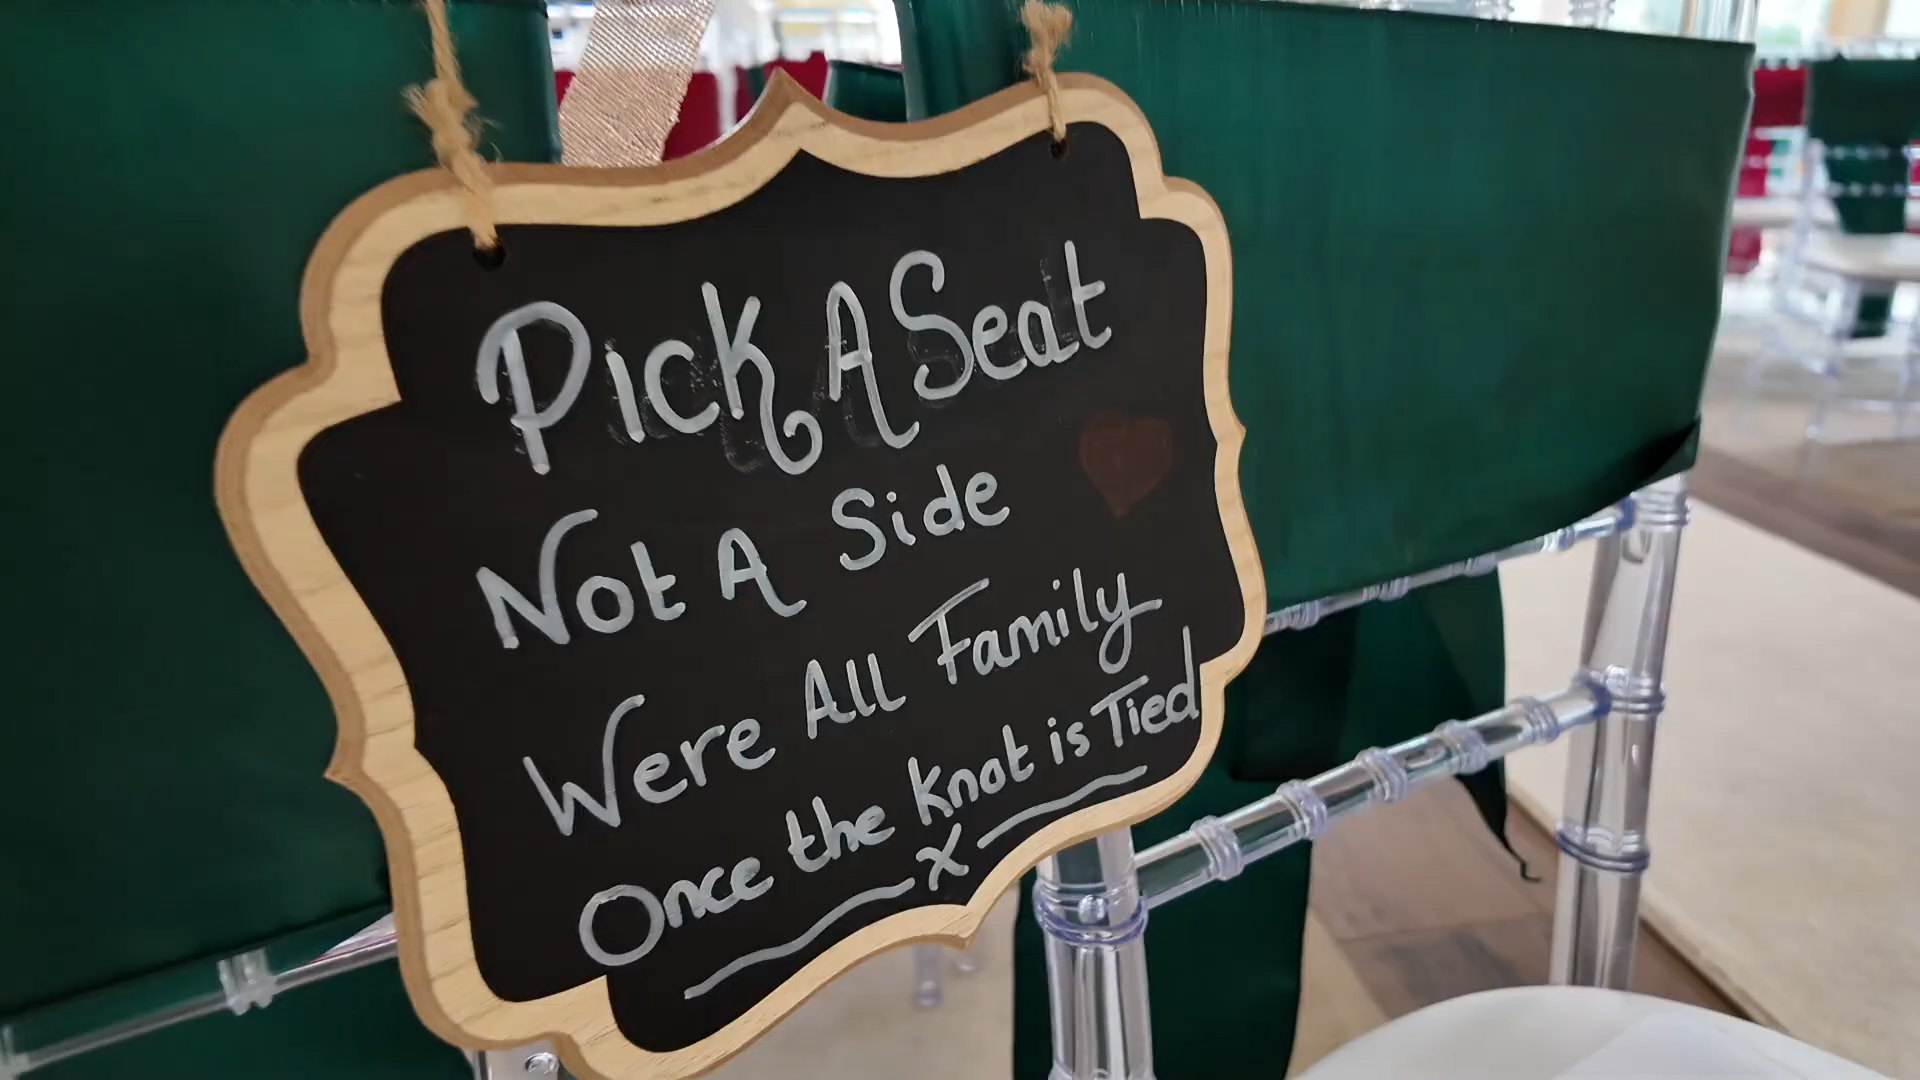 Pick A Seat
Not A Side
Were All Family
Once the Knot is Tied
x